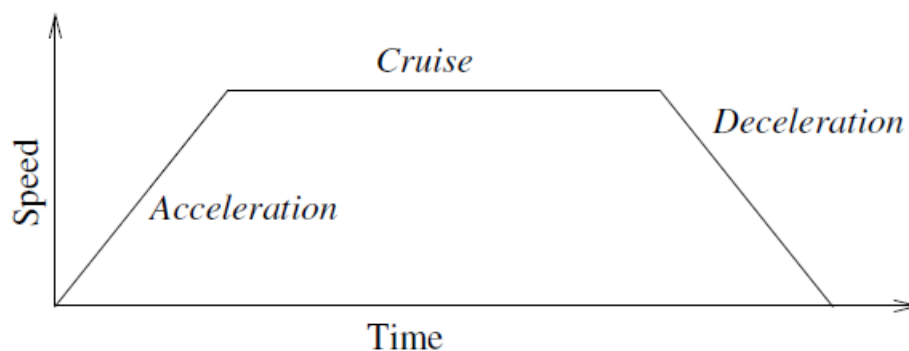 Cruise
Deceleration
Speed
Acceleration
Time